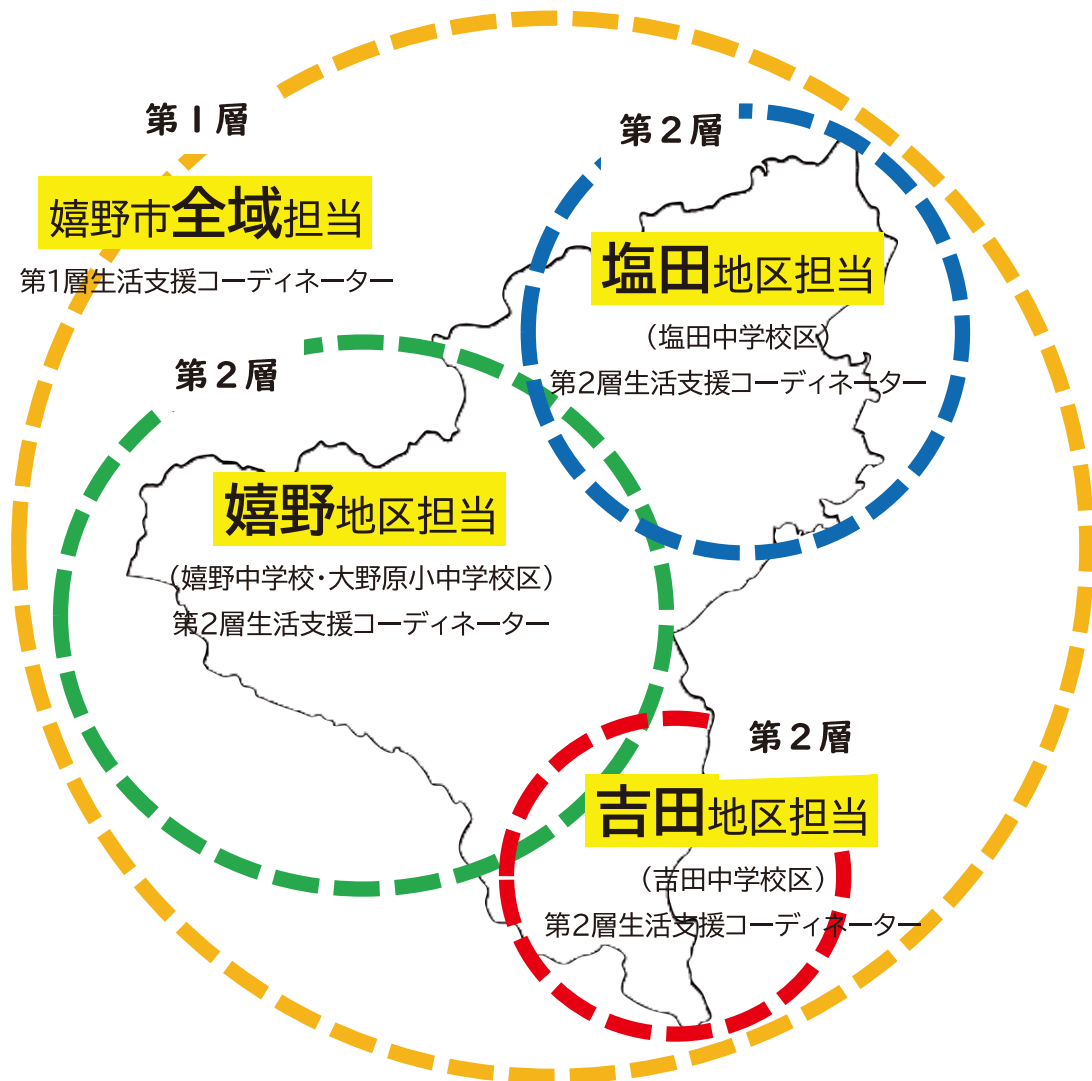 第1層
嬉野市全域担当
第1層生活支援コーディネーター
第2層
塩田地区担当
（塩田中学校区）
第2層生活支援コーディネーター
第2層
嬉野地区担当
（嬉野中学校・大野原小中学校区）
第2層生活支援コーディネーター
第2層
吉田地区担当
（吉田中学校区）
第2層生活支援コーディネーター